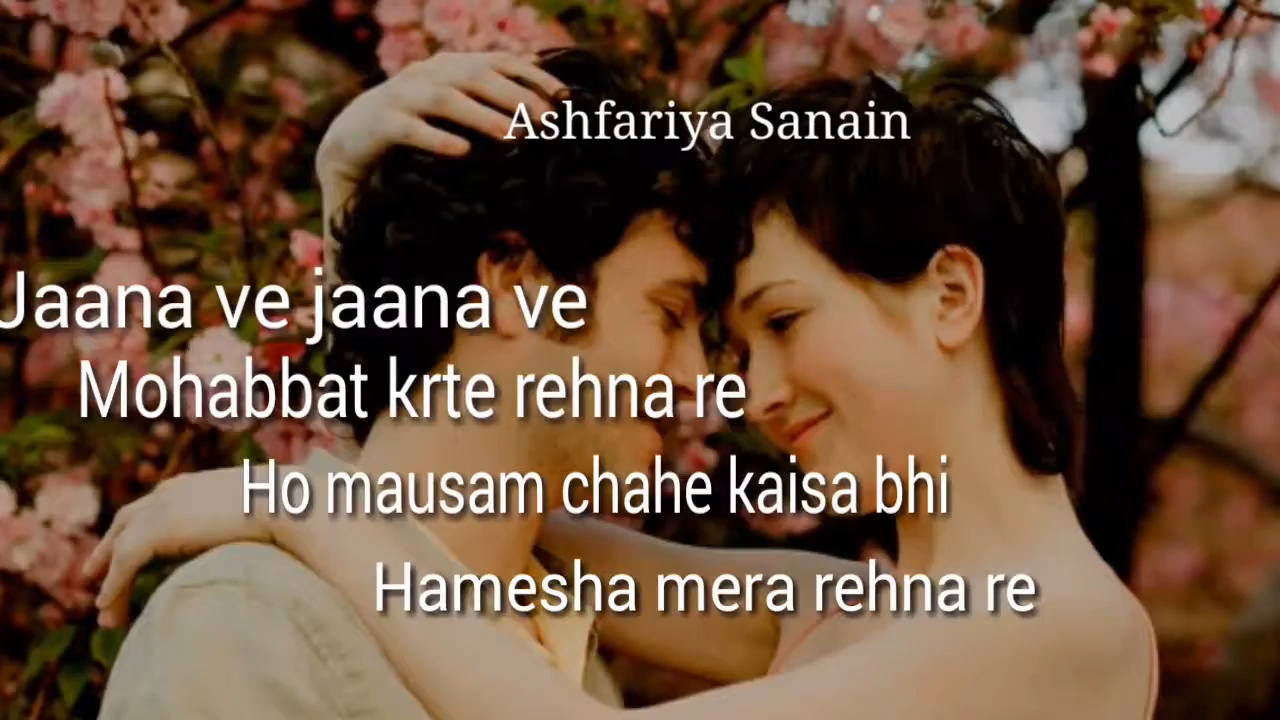 Ashfariya Sanain
Jaana ve jaana ve
Mohabbat krte rehna re
Ho mausam chahe kaisa bhi
Hamesha mera rehna re